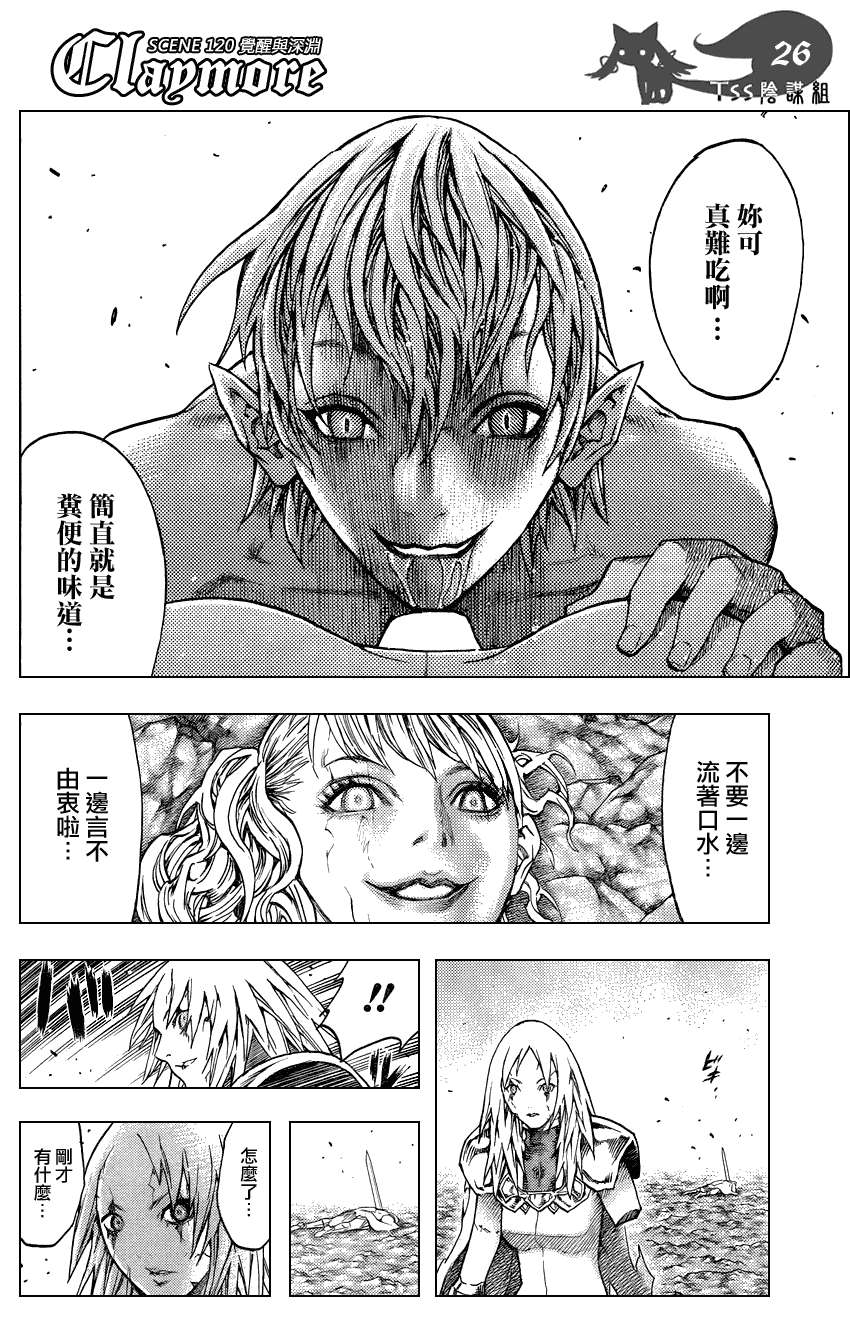 SCENE 120 覺醒與深淵
Claymore
26
Tss陰謀組
妳可
真難吃啊…
簡直就是
糞便的味道…
不要一邊
流著口水…
一邊言不
由衷啦…
ピ
!!
怎麼了…
剛才
有什麼…